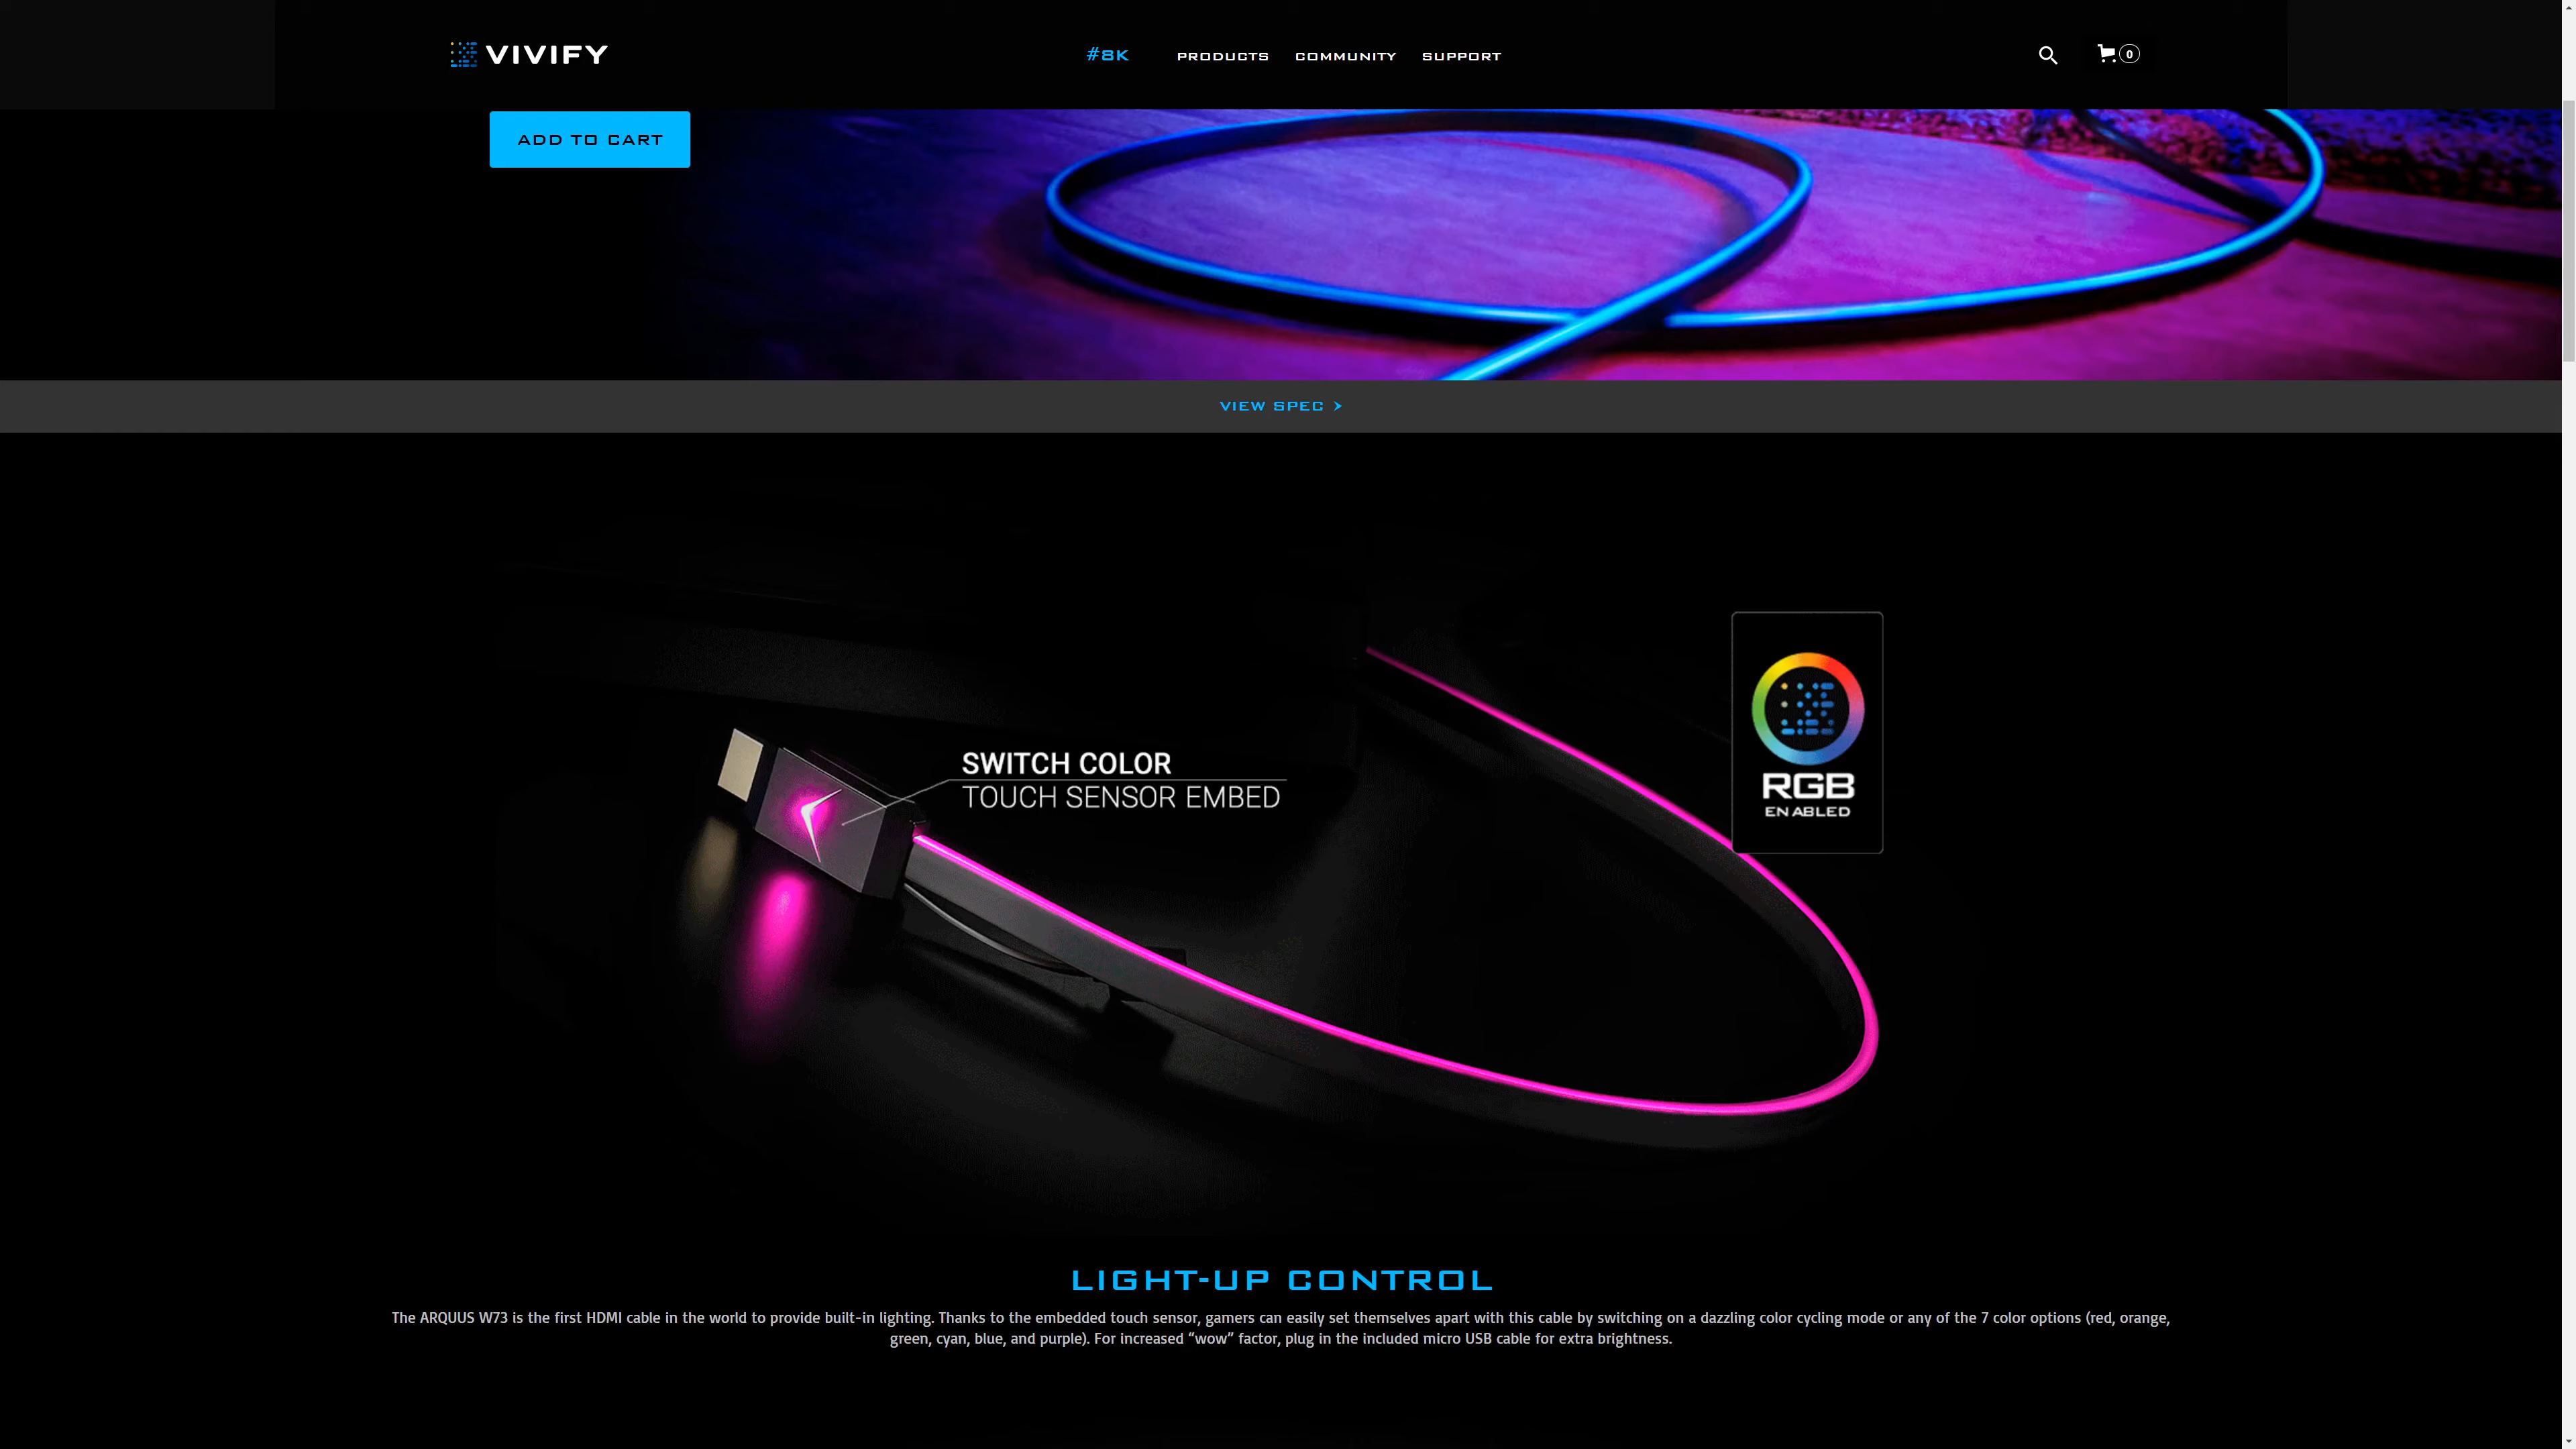 VIVIFY
#8K
PRODUCTS
COMMUNITY
SUPPORT
0
ADD TO CART
VIEW SPEC >
SWITCH COLOR
TOUCH SENSOR EMBED
RGB
ENABLED
LIGHT-UP CONTROL
The ARQUUS W73 is the first HDMI cable in the world to provide built-in lighting. Thanks to the embedded touch sensor, gamers can easily set themselves apart with this cable by switching on a dazzling color cycling mode or any of the 7 color options (red, orange,
green, cyan, blue, and purple). For increased “wow” factor, plug in the included micro USB cable for extra brightness.